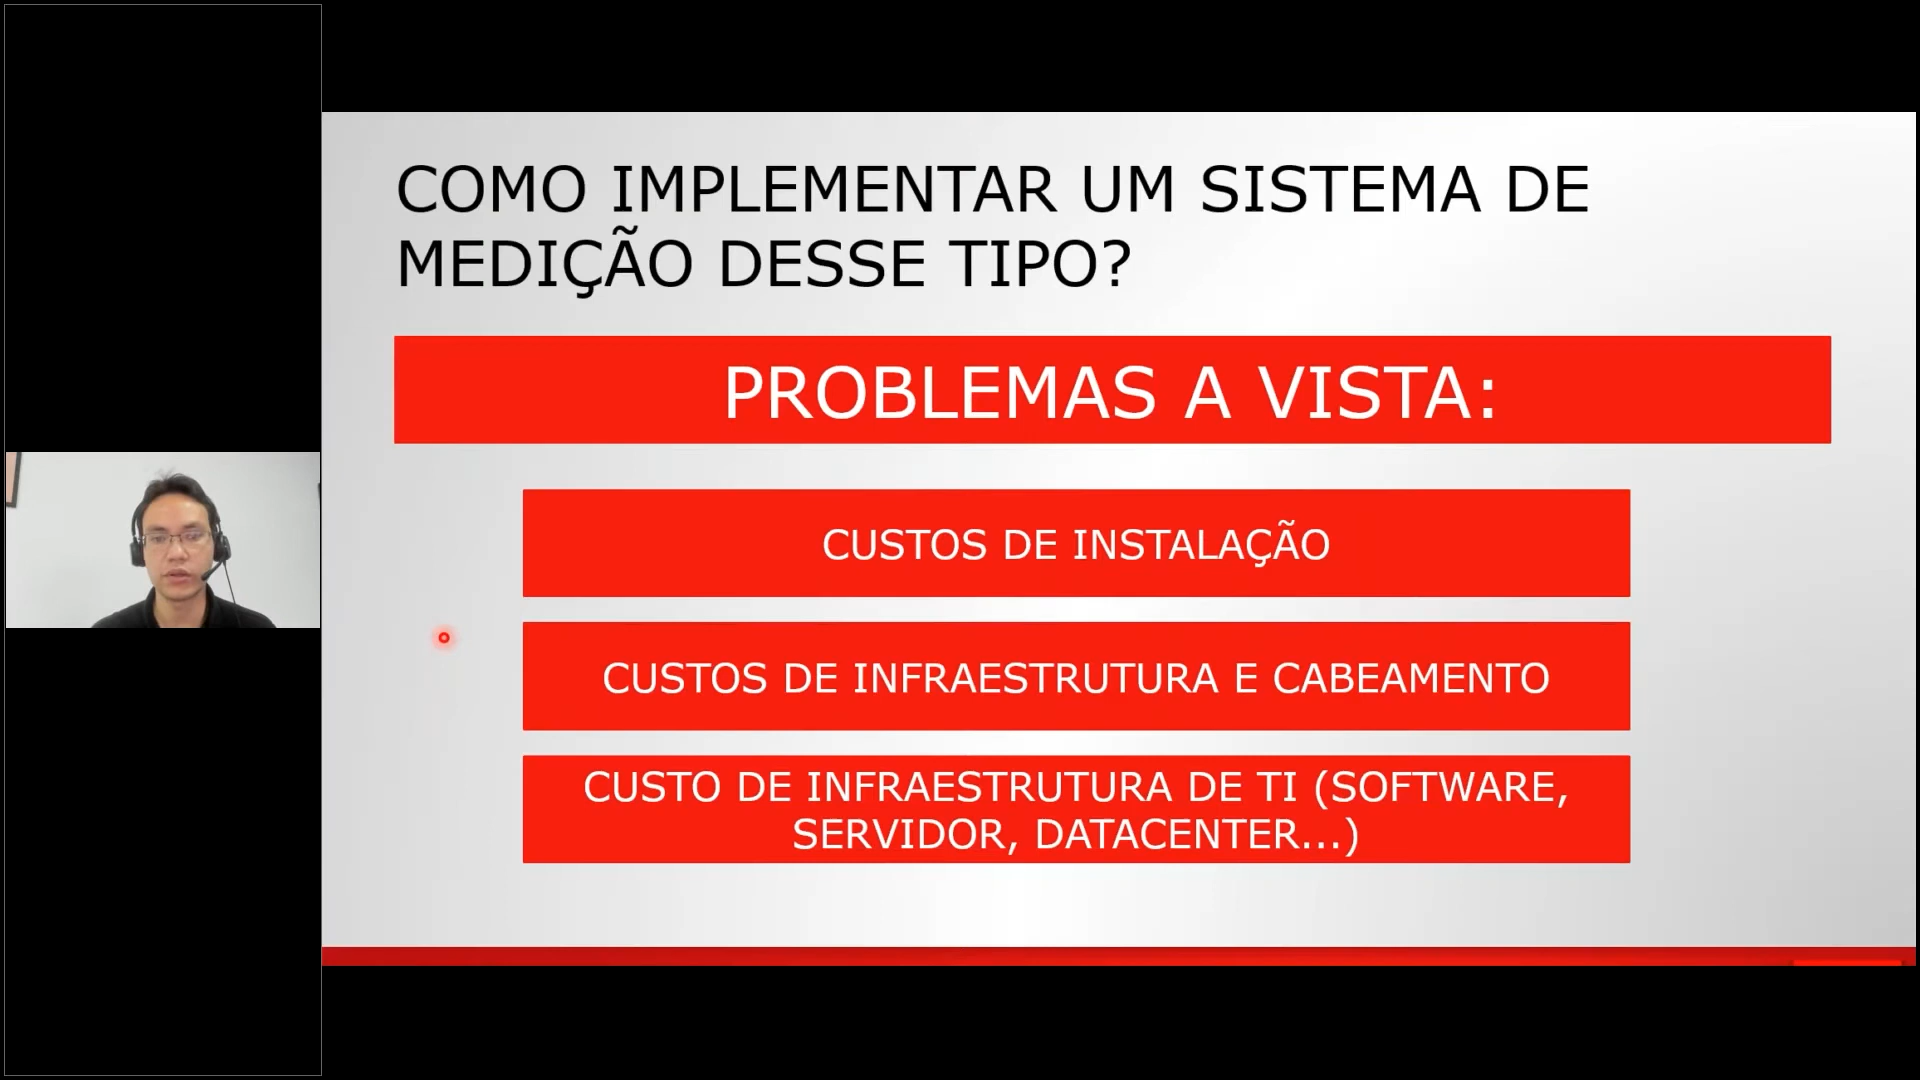 COMO IMPLEMENTAR UM SISTEMA DE
MEDIÇÃO DESSE TIPO?
PROBLEMAS A VISTA:
CUSTOS DE INSTALAÇÃO
CUSTOS DE INFRAESTRUTURA E CABEAMENTO
CUSTO DE INFRAESTRUTURA DE TI (SOFTWARE,
SERVIDOR, DATACENTER...)